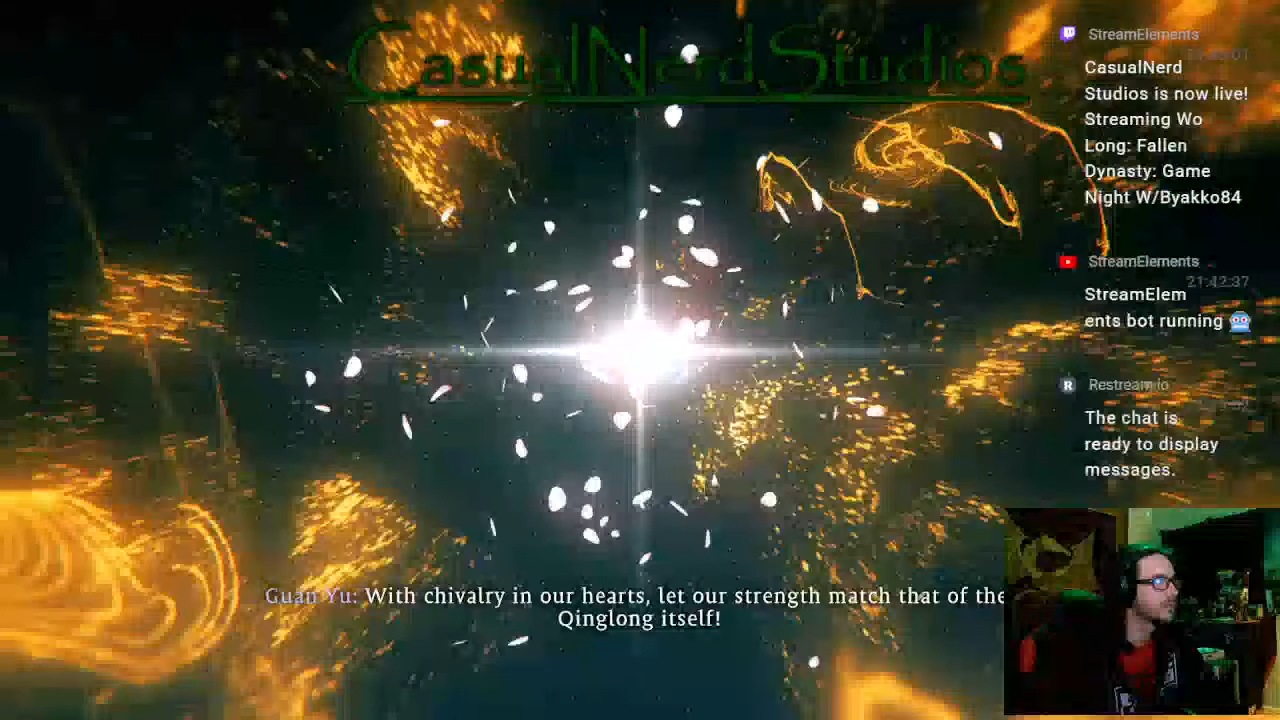 CasualNerdStudios
StreamElements
CasualNerd
Studios is now live!
Streaming Wo
Long: Fallen
Dynasty: Game
Night W/Byakko84
StreamElements
21:42:37
StreamElem
ents bot running
R Restream.io
The chat is
ready to display
messages.
Guan Yu: With chivalry in our hearts, let our strength match that of the
Qinglong itself!